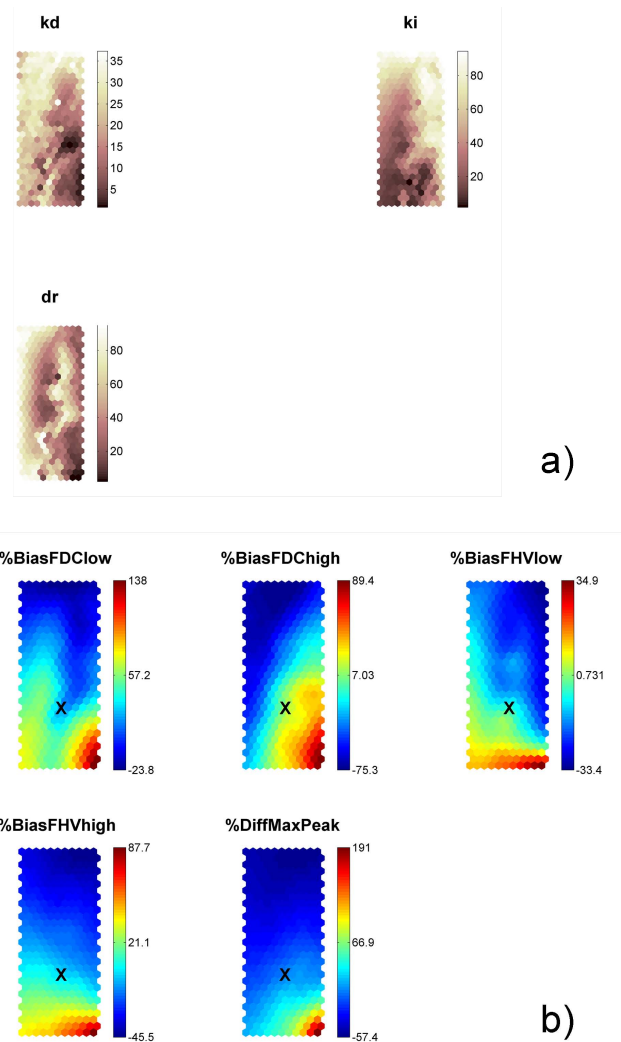 kd
ki
35
30
25
20
15
10
5
80
60
40
20
dr
80
60
40
20
a)
%BiasFDClow
%BiasFDChigh
%BiasFHVlow
138
57.2
-23.8
89.4
7.03
-75.3
34.9
0.731
-33.4
X
X
X
%BiasFHVhigh
%DiffMaxPeak
87.7
21.1
-45.5
191
66.9
-57.4
X
X
b)